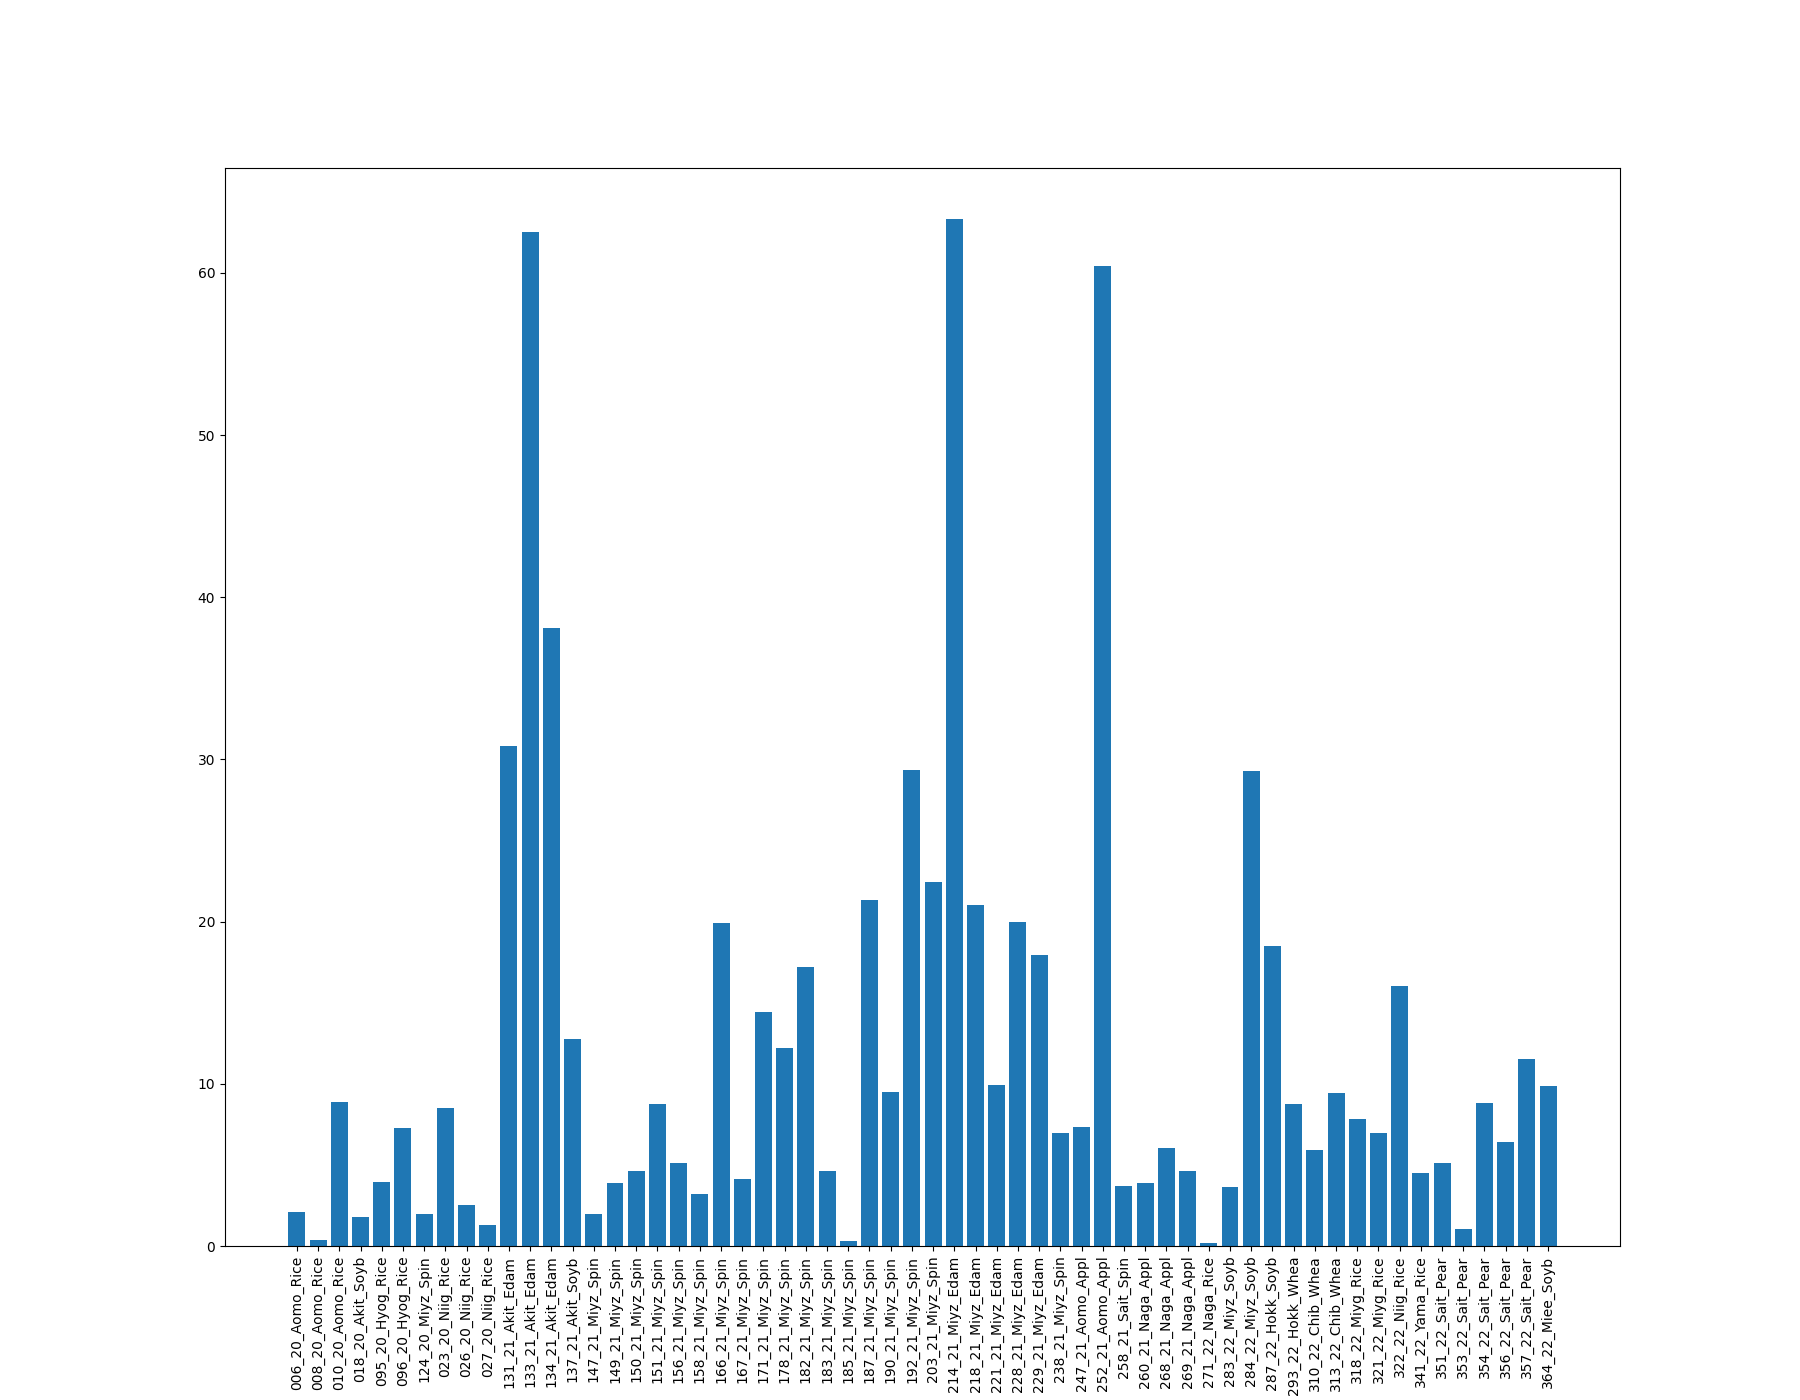 60
50
40
30
20
10
0
006_20_Aomo_Rice
008_20_Aomo_Rice
010_20_Aomo_Rice
018_20_Akit_Soyb
095_20_Hyog_Rice
096_20_Hyog_Rice
124_20_Miyz_Spin
023_20_Niig_Rice
026_20_Niig_Rice
027_20_Niig_Rice
131_21_Akit_Edam
133_21_Akit_Edam
134_21_Akit_Edam
137_21_Akit_Soyb
147_21_Miyz_Spin
149_21_Miyz_Spin
150_21_Miyz_Spin
151_21_Miyz_Spin
156_21_Miyz_Spin
158_21_Miyz_Spin
166_21_Miyz_Spin
167_21_Miyz_Spin
171_21_Miyz_Spin
178_21_Miyz_Spin
182_21_Miyz_Spin
183_21_Miyz_Spin
185_21_Miyz_Spin
187_21_Miyz_Spin
190_21_Miyz_Spin
192_21_Miyz_Spin
203_21_Miyz_Spin
214_21_Miyz_Edam
218_21_Miyz_Edam
221_21_Miyz_Edam
228_21_Miyz_Edam
229_21_Miyz_Edam
238_21_Miyz_Spin
247_21_Aomo_Appl
252_21_Aomo_Appl
258_21_Sait_Spin
260_21_Naga_Appl
268_21_Naga_Appl
269_21_Naga_Appl
271_22_Naga_Rice
283_22_Miyz_Soyb
284_22_Miyz_Soyb
287_22_Hokk_Soyb
293_22_Hokk_Whea
310_22_Chib_Whea
313_22_Chib_Whea
318_22_Miyg_Rice
321_22_Miyg_Rice
322_22_Niig_Rice
341_22_Yama_Rice
351_22_Sait_Pear
353_22_Sait_Pear
354_22_Sait_Pear
356_22_Sait_Pear
357_22_Sait_Pear
364_22_Miee_Soyb